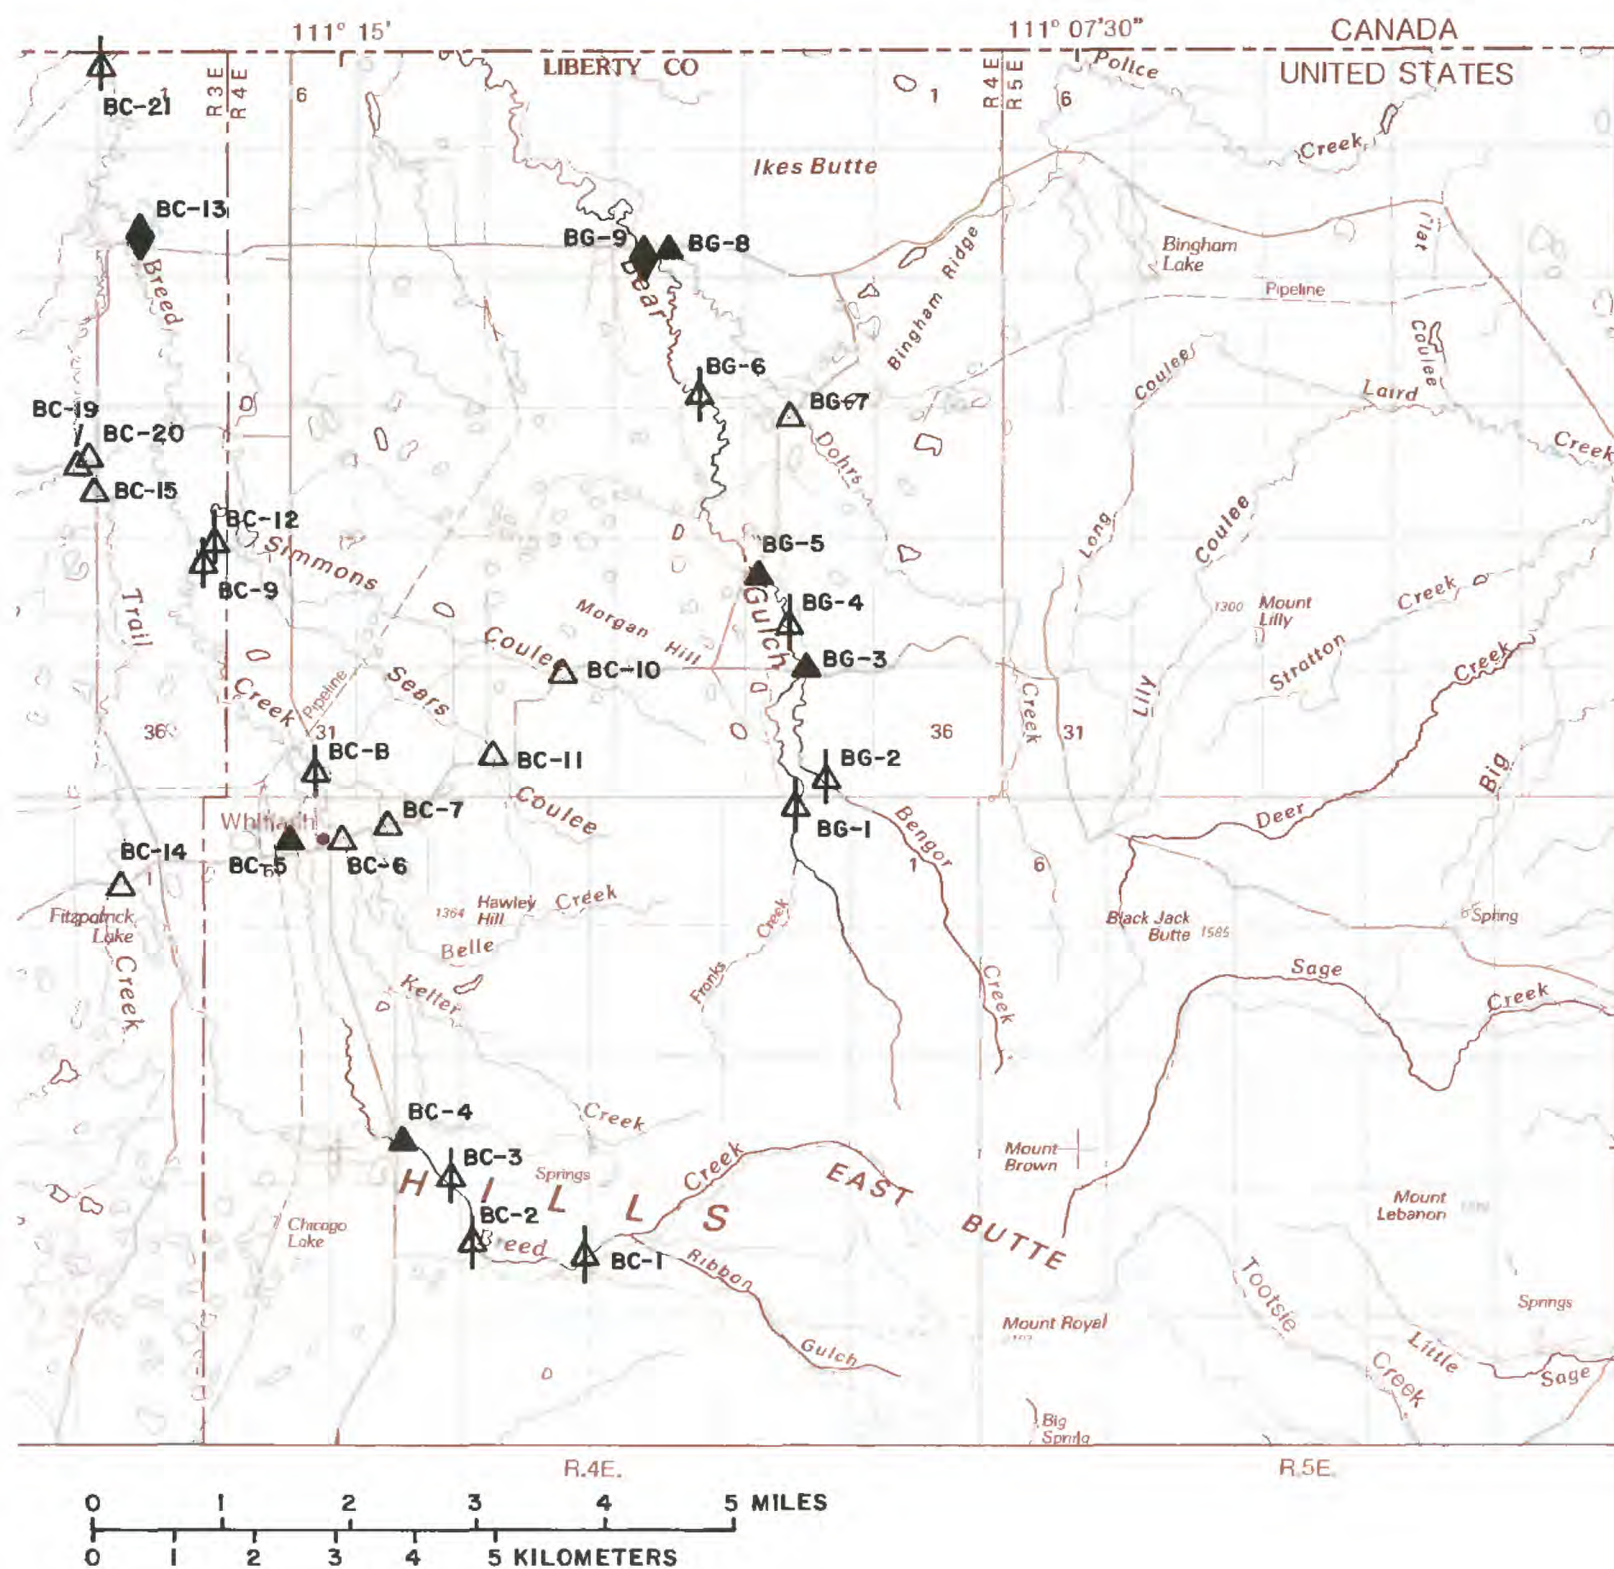 111° 15'
111° 07'30"
CANADA
UNITED STATES
LIBERTY CO
R 3 E
R 4 E
R 4 E
R 5 E
1
6
1
6
Police
Creek
BC-21
Ikes Butte
BC-13
BG-9
BG-8
Flat
Coulee
Bingham
Lake
Bingham Ridge
Pipeline
Breed
Bear
BG-6
BG-7
Coulee
Laird
Creek
BC-19
BC-20
BC-15
Dohrs
BC-12
Simmons
BC-9
BG-5
Long
Coulee
Gulch
BG-4
1300 Mount
Lilly
Creek
Trail
Morgan Hill
Coulee
BC-10
BG-3
Stratton
Creek
Sears
Creek
Pipeline
Creek
Lilly
36
31
36
31
BC-8
BC-11
BG-2
Big
Coulee
BC-7
BG-1
Bengor
Deer
Whitlash
BC-14
BC-5
BC-6
6
1
1
6
Hawley
Hill
1364
Creek
Belle
Fitzpatrick
Lake
Creek
Black Jack
Butte 1585
Spring
Keller
Fronks
Creek
Creek
Sage
Creek
BC-4
Creek
BC-3
Springs
Mount
Brown
HILLS
Creek
EAST
BUTTE
Mount
Lebanon
BC-2
Breed
BC-1
Chicago
Lake
Ribbon
Gulch
Tootsie
Creek
Springs
Mount Royal
Little
Sage
Big
Spring
R.4E.
R.5E.
0 1 2 3 4 5 MILES
0 1 2 3 4 5 KILOMETERS